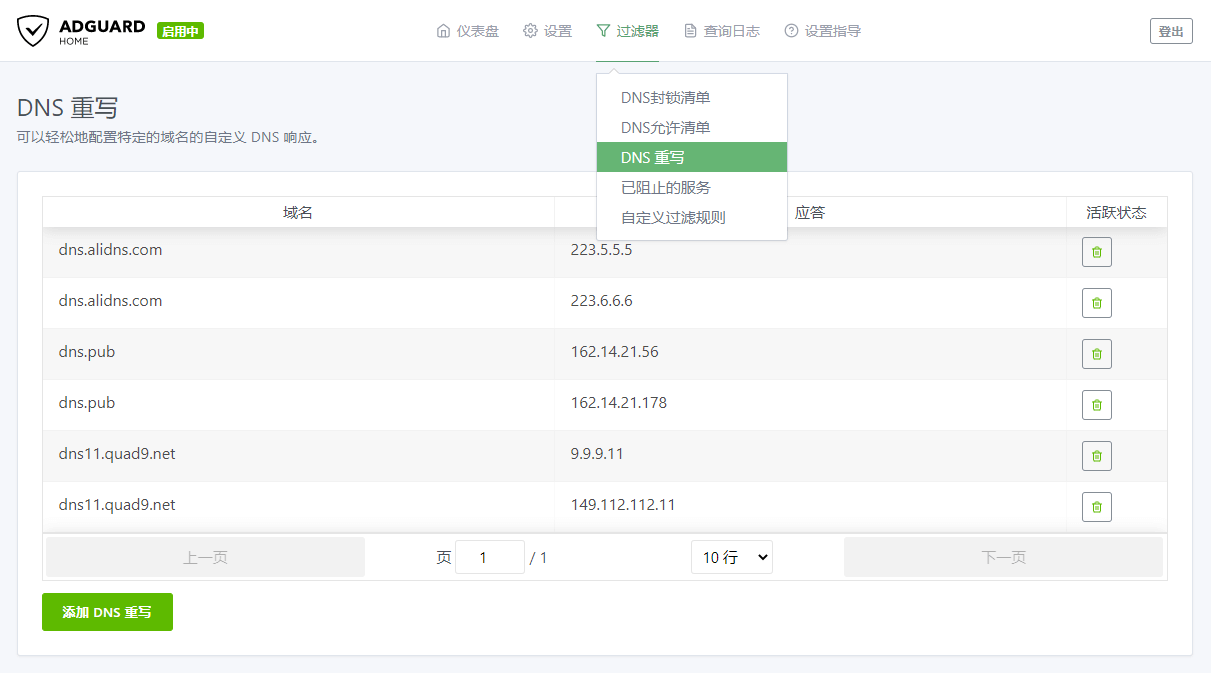 ADGUARD HOME 启用中 仪表盘 设置 过滤器 查询日志 设置指导 登出
DNS封锁清单
DNS允许清单
DNS 重写
已阻止的服务
自定义过滤规则
DNS 重写
可以轻松地配置特定的域名的自定义 DNS 响应。
域名 应答 活跃状态
dns.alidns.com 223.5.5.5
dns.alidns.com 223.6.6.6
dns.pub 162.14.21.56
dns.pub 162.14.21.178
dns11.quad9.net 9.9.9.11
dns11.quad9.net 149.112.112.11
上一页 页 1 / 1 10 行 下一页
添加 DNS 重写